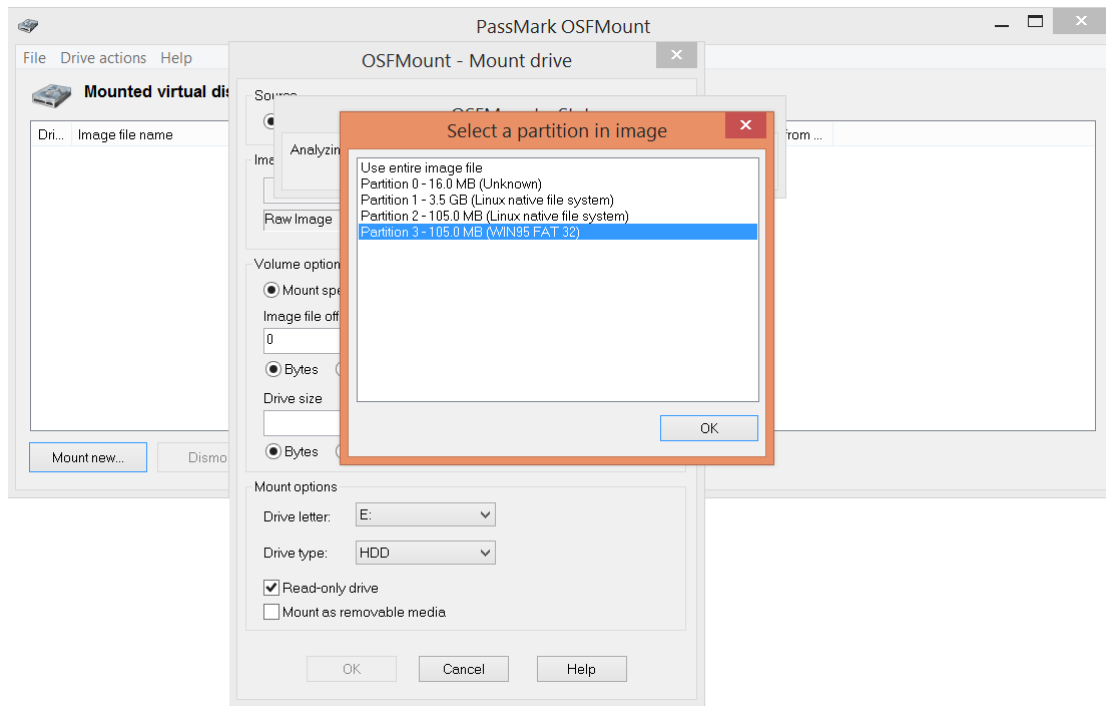 PassMark OSFMount
File Drive actions Help
Mounted virtual
Dri... Image file name
from ...
Mount new...
OSFMount - Mount drive
Source
Analyzin
Raw Image
Select a partition in image
Use entire image file
Partition 0 - 16.0 MB (Unknown)
Partition 1 - 3.5 GB (Linux native file system)
Partition 2 - 105.0 MB (Linux native file system)
Partition 3 - 105.0 MB (WIN95 FAT 32)
OK
Volume option
Mount spe
Image file off
0
Bytes
Drive size
Bytes
Mount options
Drive letter: E:
Drive type: HDD
Read-only drive
Mount as removable media
OK Cancel Help